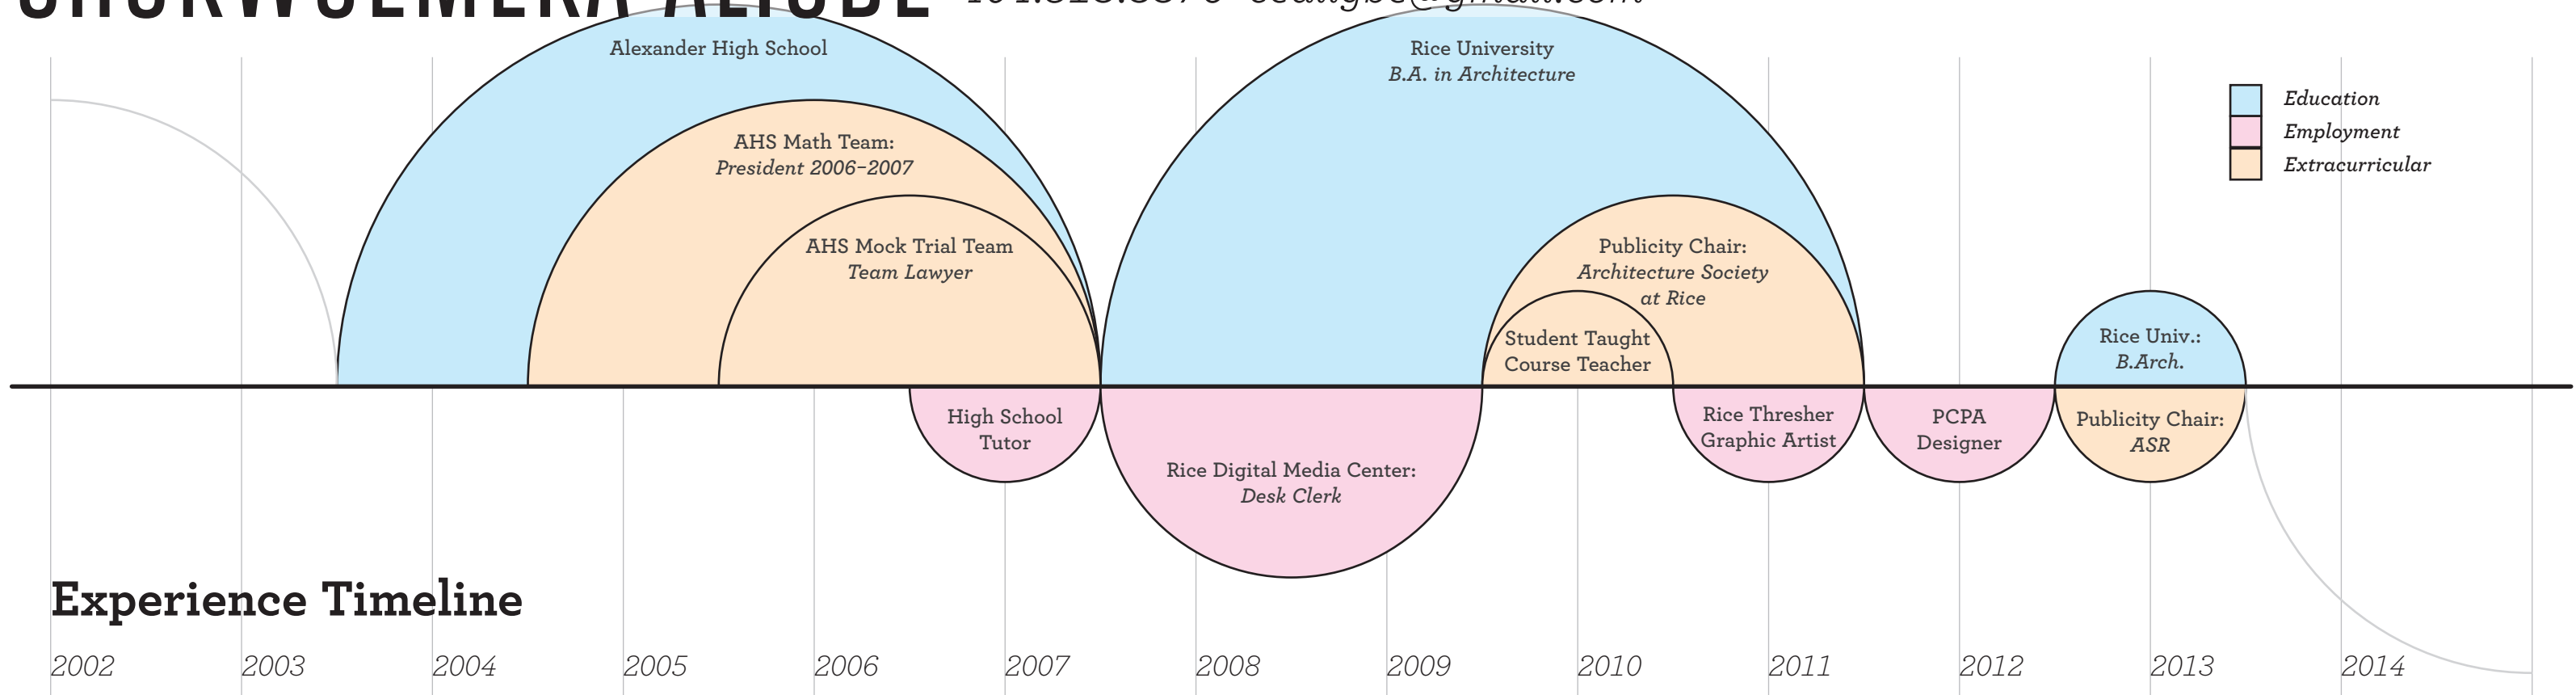 Alexander High School
Rice University
B.A. in Architecture
Education
Employment
Extracurricular
AHS Math Team:
President 2006–2007
AHS Mock Trial Team
Team Lawyer
Publicity Chair:
Architecture Society
at Rice
Student Taught
Course Teacher
Rice Univ.:
B.Arch.
High School
Tutor
Rice Thresher
Graphic Artist
PCPA
Designer
Publicity Chair:
ASR
Rice Digital Media Center:
Desk Clerk
Experience Timeline
2002 2003 2004 2005 2006 2007 2008 2009 2010 2011 2012 2013 2014